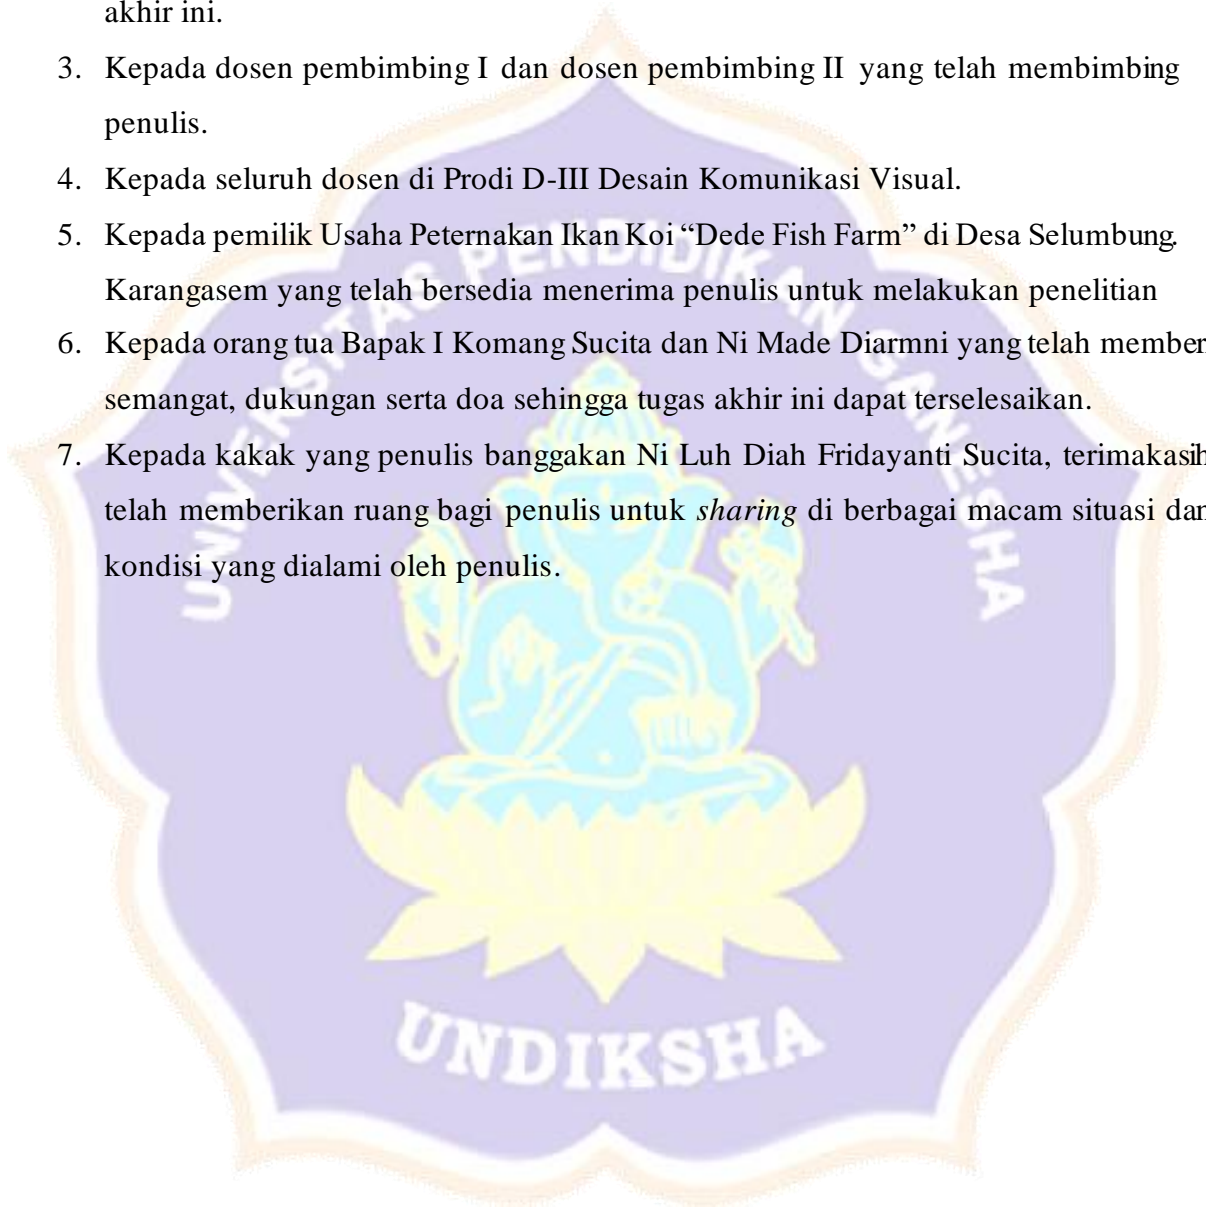 akhir ini.
3. Kepada dosen pembimbing I dan dosen pembimbing II yang telah membimbing
penulis.
4. Kepada seluruh dosen di Prodi D-III Desain Komunikasi Visual.
5. Kepada pemilik Usaha Peternakan Ikan Koi “Dede Fish Farm” di Desa Selumbung.
Karangasem yang telah bersedia menerima penulis untuk melakukan penelitian
6. Kepada orang tua Bapak I Komang Sucita dan Ni Made Diarmni yang telah member
semangat, dukungan serta doa sehingga tugas akhir ini dapat terselesaikan.
7. Kepada kakak yang penulis banggakan Ni Luh Diah Fridayanti Sucita, terimakasih
telah memberikan ruang bagi penulis untuk sharing di berbagai macam situasi dan
kondisi yang dialami oleh penulis.
UNIVERSITAS PENDIDIKAN GANESHA
UNDIKSHA